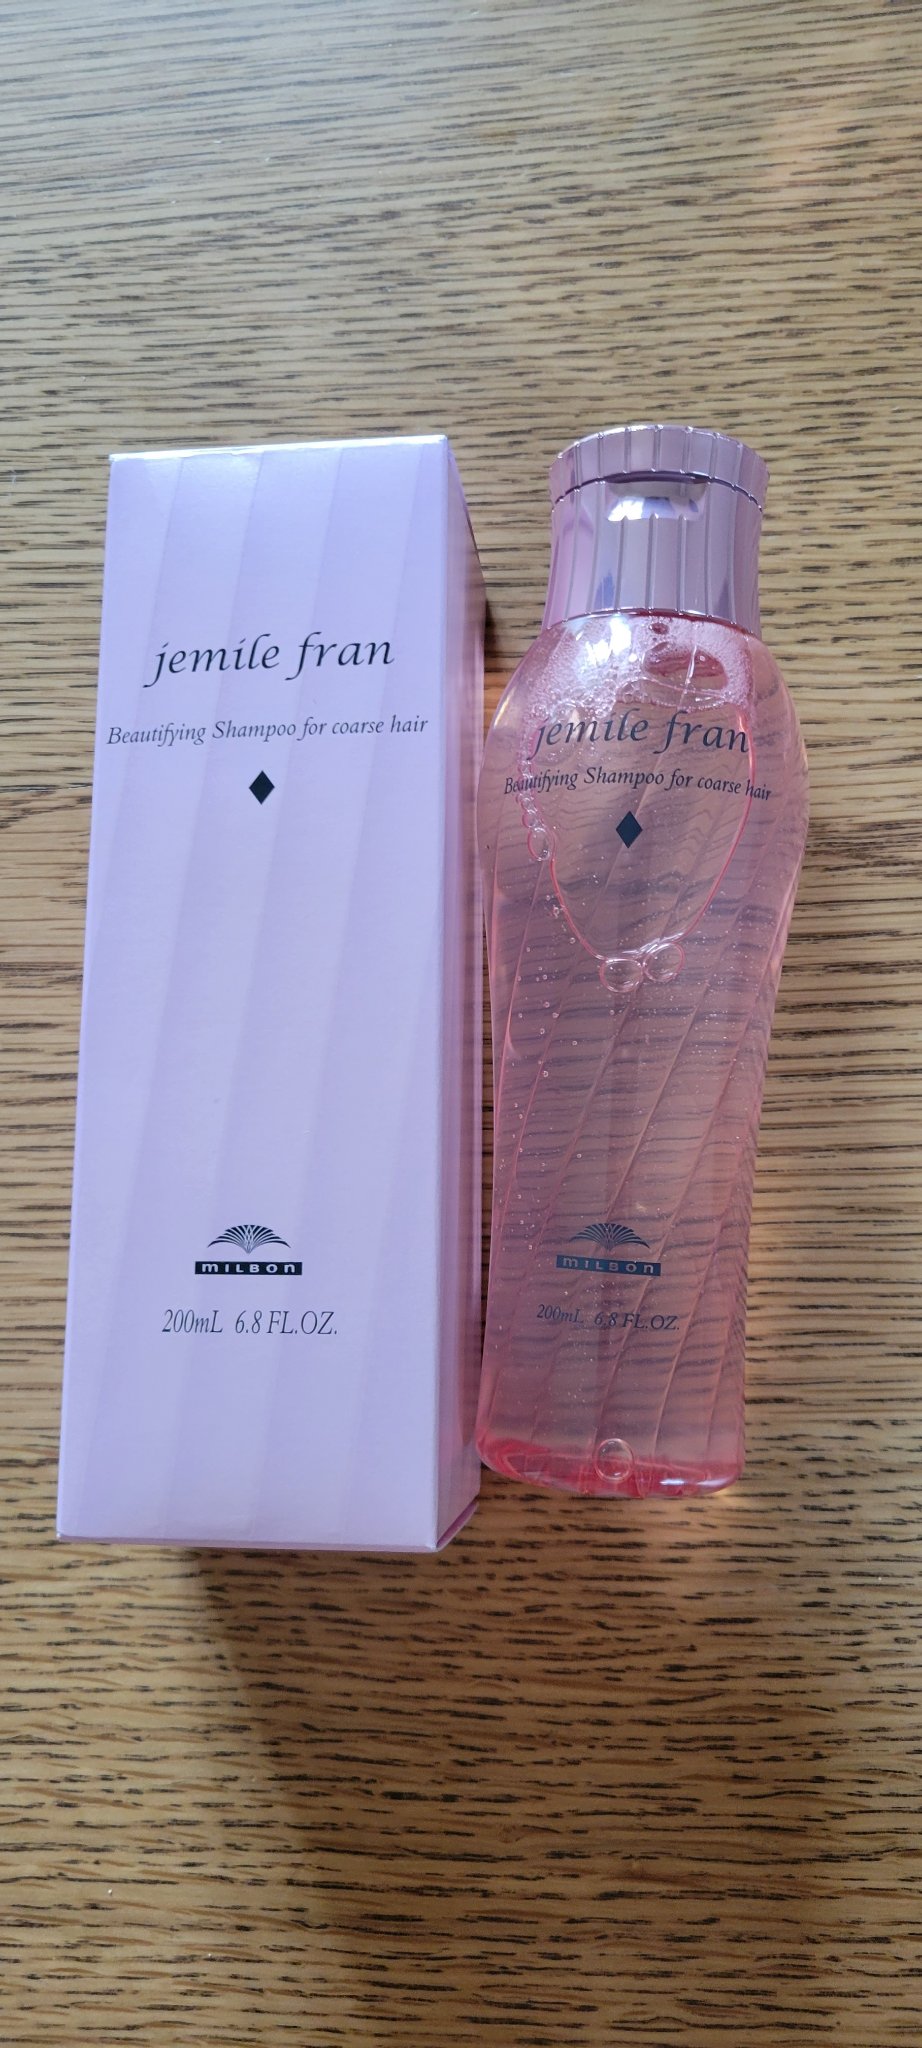 jemile fran
Beautifying Shampoo for coarse hair
MILBON
200mL 6.8 FL.OZ.
jemile fran
Beautifying Shampoo for coarse hair
MILBON
200mL 6.8 FL.OZ.